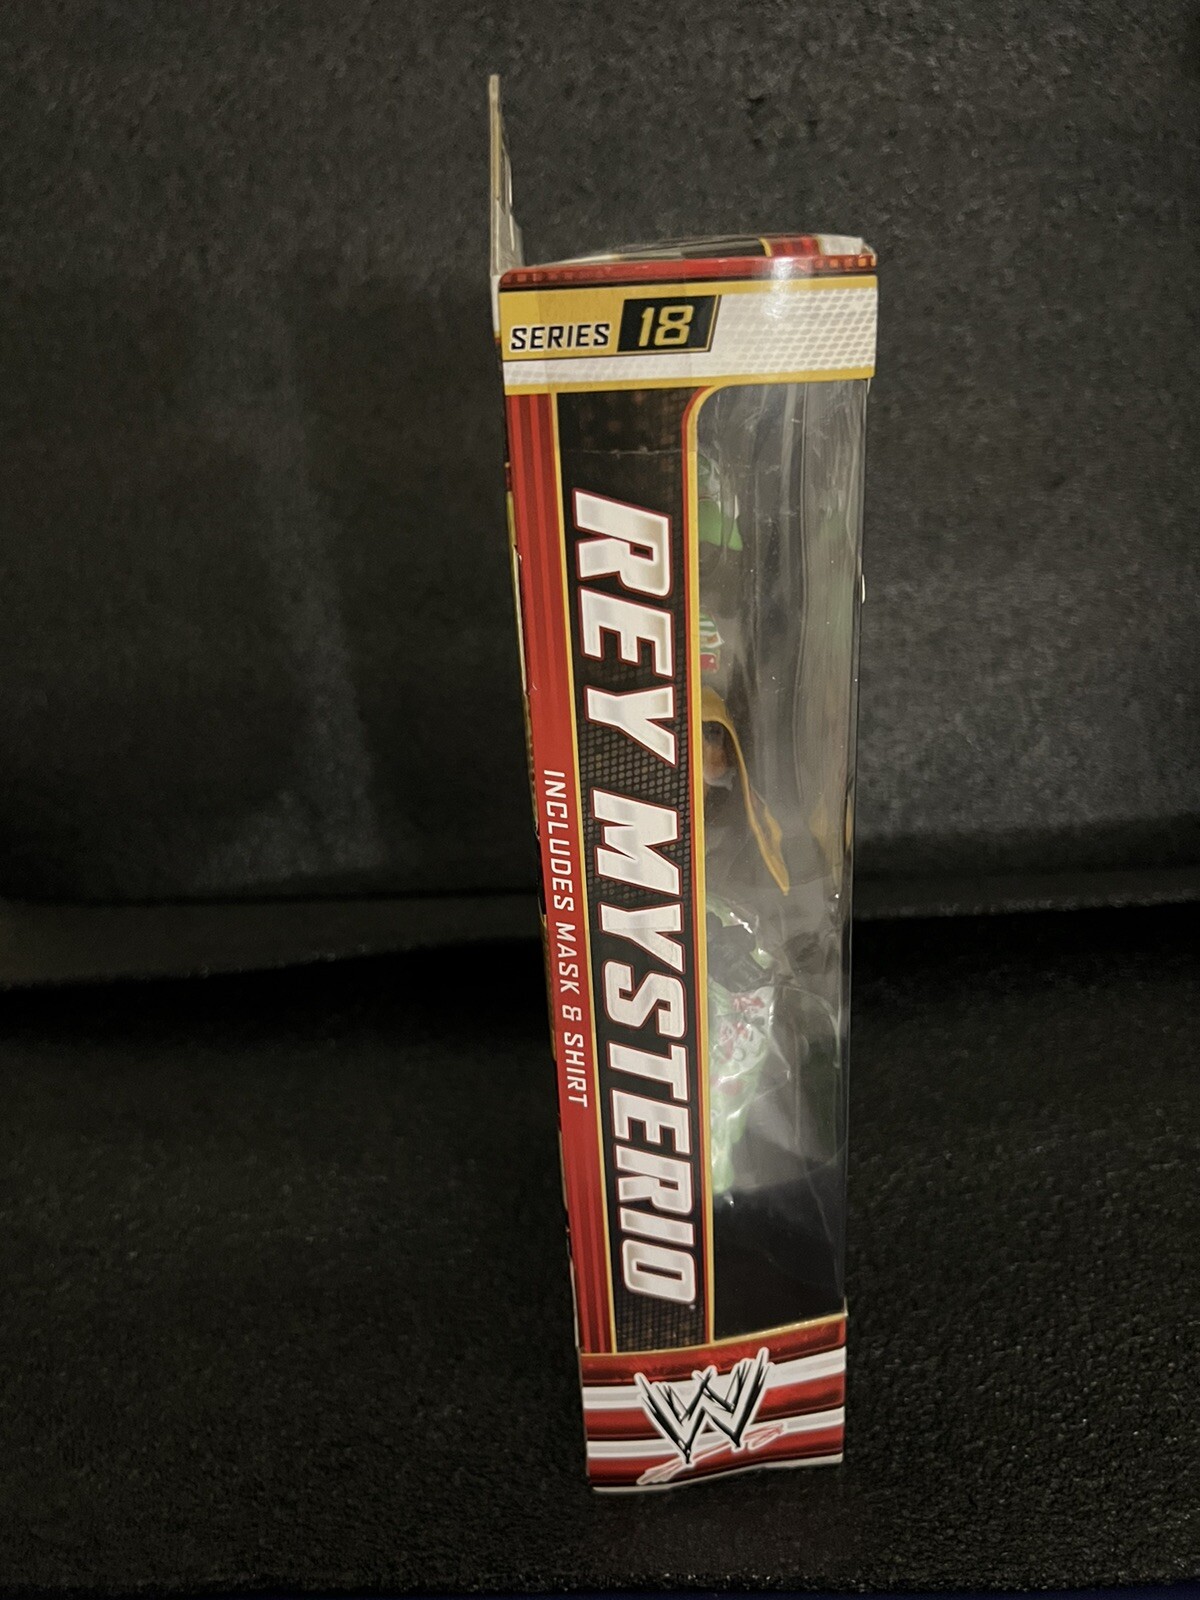 SERIES 18
REY MYSTERIO
INCLUDES MASK & SHIRT
W